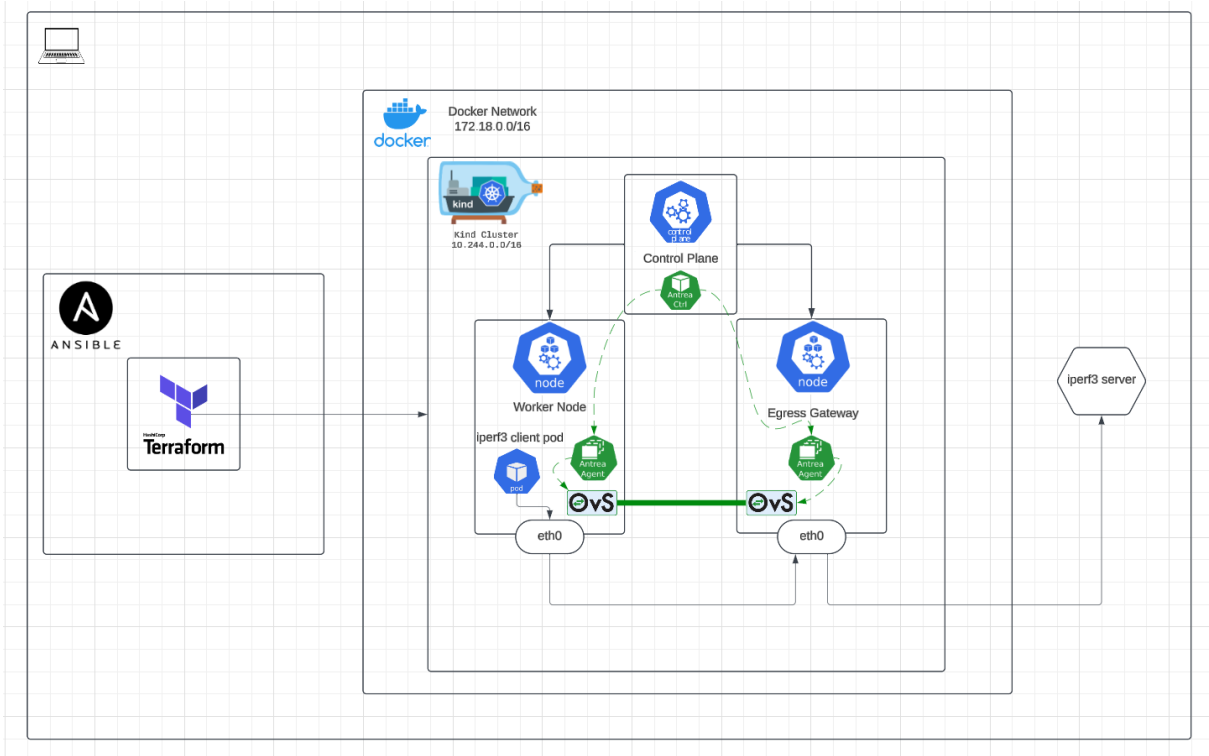 docker
Docker Network
172.18.0.0/16
kind
Kind Cluster
10.244.0.0/16
control
plane
Control Plane
Antrea
Ctrl
ANSIBLE
HashiCorp
Terraform
node
Worker Node
node
Egress Gateway
iperf3 server
iperf3 client pod
pod
Antrea
Agent
Antrea
Agent
OvS
OvS
eth0
eth0